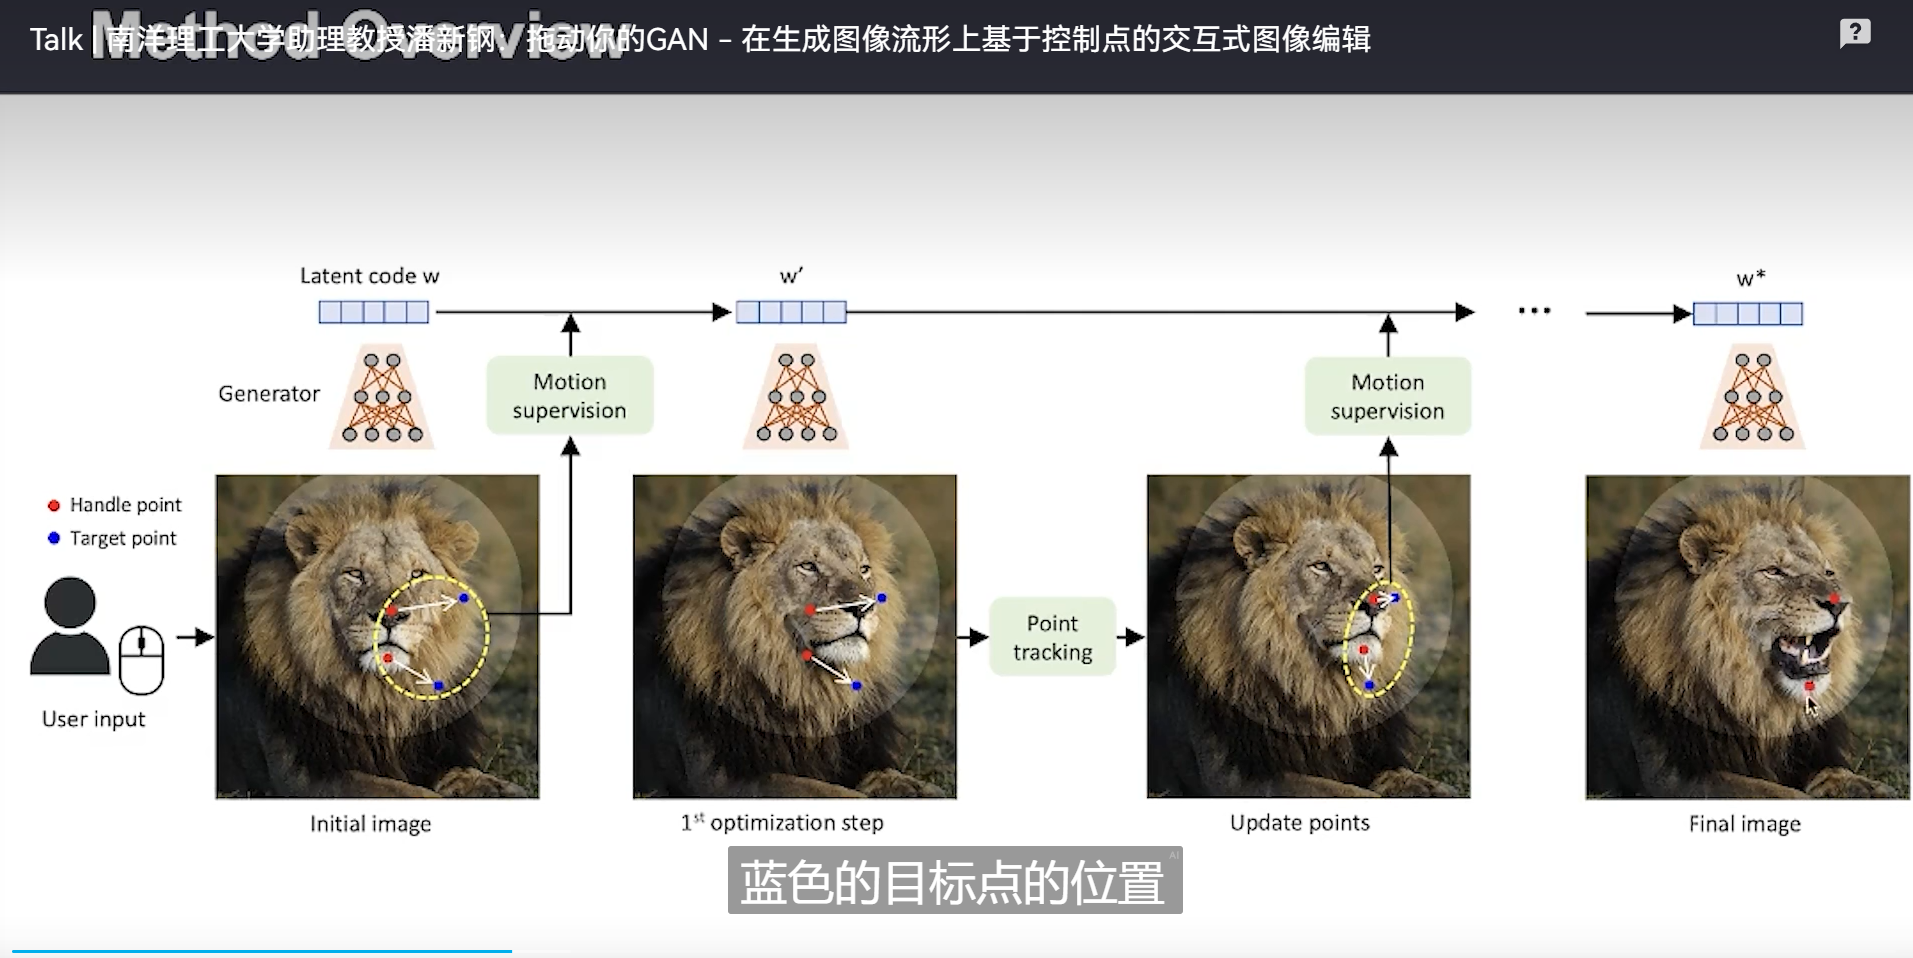 Method Overview
Talk | 南洋理工大学助理教授潘新钢：拖动你的GAN – 在生成图像流形上基于控制点的交互式图像编辑
?
Latent code w
w′
w*
...
Generator
Motion
supervision
Motion
supervision
Handle point
Target point
User input
Point
tracking
Initial image
1st optimization step
Update points
Final image
蓝色的目标点的位置
AI